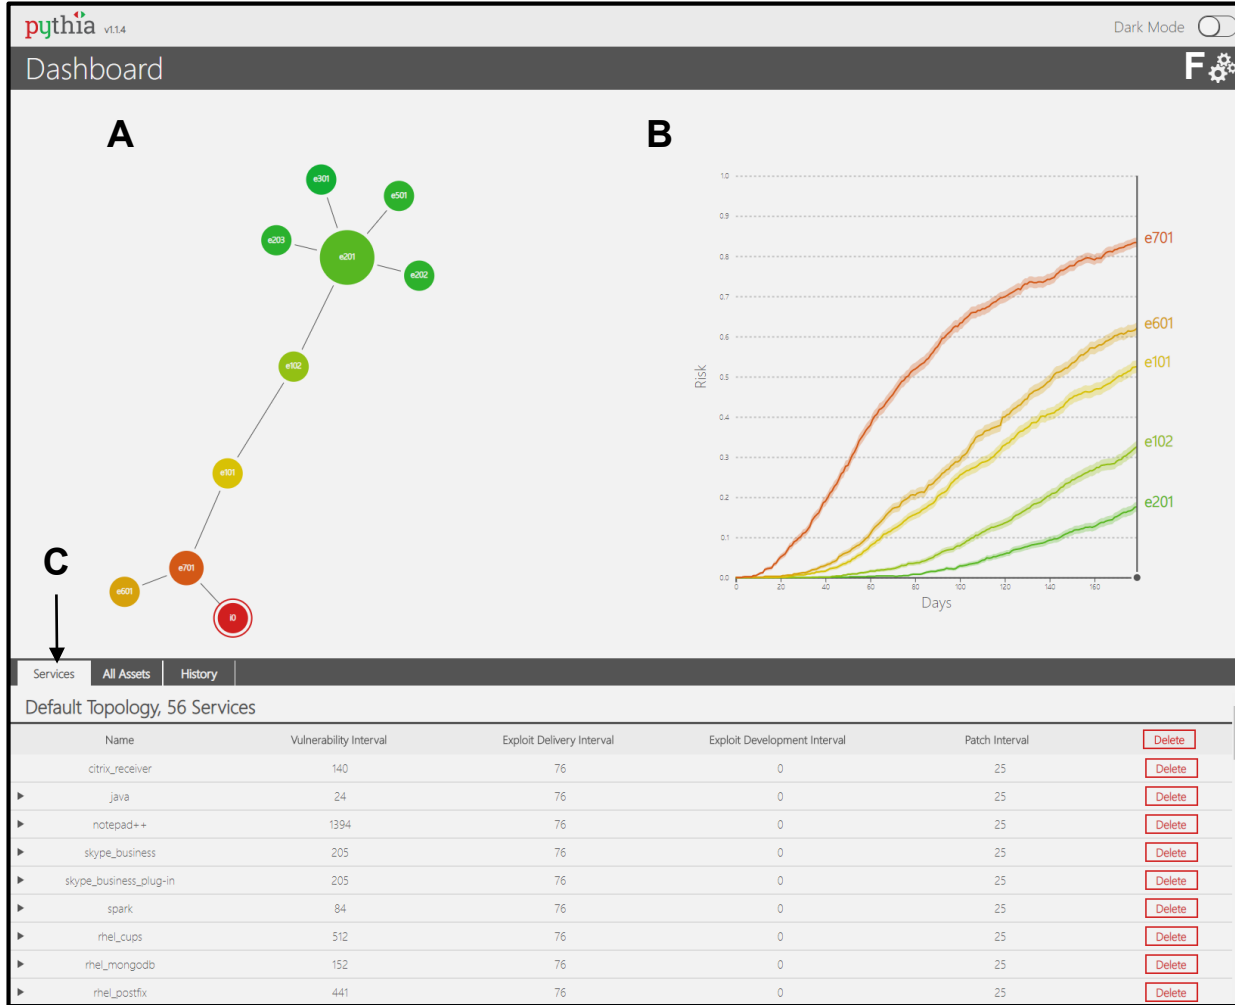 pythia v1.1.4 Dark Mode
Dashboard F
A B
e301
e501
e203
e201
e202
e102
e101
e701
e601
i0
1.0
0.9
0.8
0.7
0.6
0.5
0.4
0.3
0.2
0.1
0.0
Risk
e701
e601
e101
e102
e201
0 20 40 60 80 100 120 140 160
Days
C
Services All Assets History
Default Topology, 56 Services
Name Vulnerability Interval Exploit Delivery Interval Exploit Development Interval Patch Interval Delete
citrix_receiver 140 76 0 25 Delete
java 24 76 0 25 Delete
notepad++ 1394 76 0 25 Delete
skype_business 205 76 0 25 Delete
skype_business_plug-in 205 76 0 25 Delete
spark 84 76 0 25 Delete
rhel_cups 512 76 0 25 Delete
rhel_mongodb 152 76 0 25 Delete
rhel_postfix 441 76 0 25 Delete